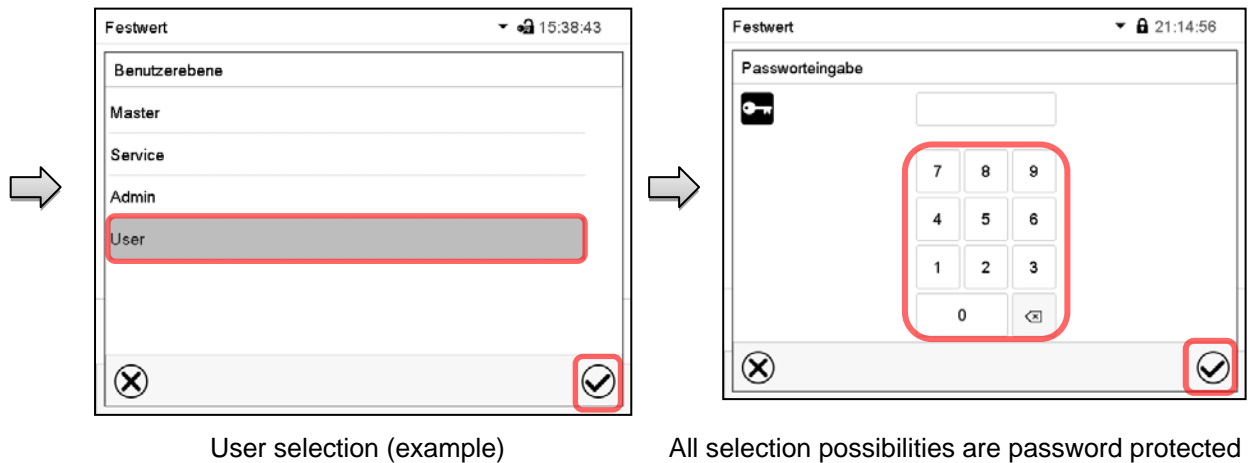 Festwert 15:38:43
Benutzerebene
Master
Service
Admin
User
User selection (example)
Festwert 21:14:56
Passworteingabe
7 8 9
4 5 6
1 2 3
0
All selection possibilities are password protected